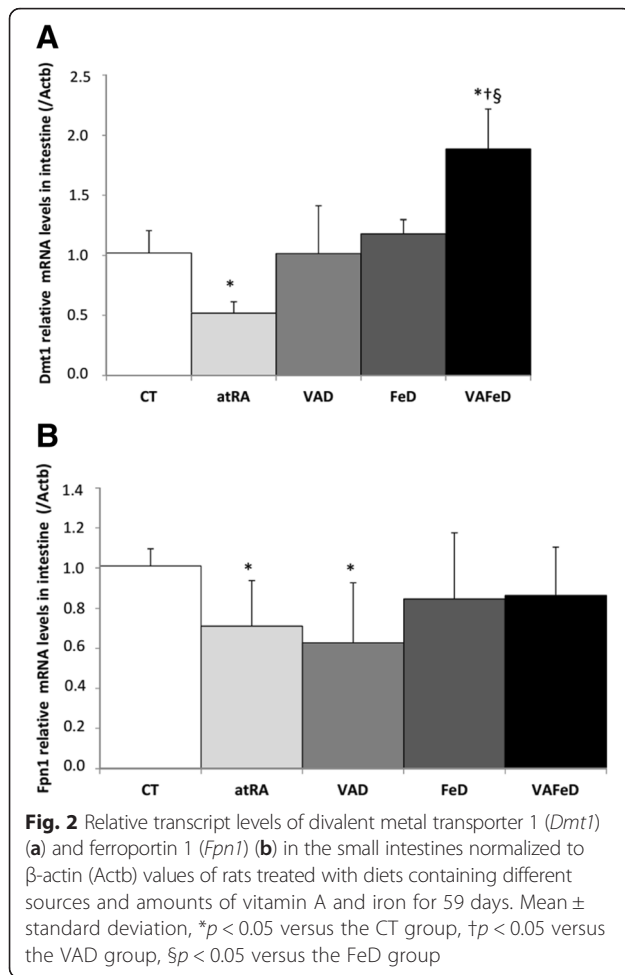 A
Dmt1 relative mRNA levels in intestine (/Actb)
2.5
2.0
1.5
1.0
0.5
0.0
*
*†§
CT atRA VAD FeD VAFeD
B
Fpn1 relative mRNA levels in intestine (/Actb)
1.4
1.2
1.0
0.8
0.6
0.4
0.2
0.0
*
*
CT atRA VAD FeD VAFeD
Fig. 2 Relative transcript levels of divalent metal transporter 1 (Dmt1)
(a) and ferroportin 1 (Fpn1) (b) in the small intestines normalized to
β-actin (Actb) values of rats treated with diets containing different
sources and amounts of vitamin A and iron for 59 days. Mean ±
standard deviation, *p < 0.05 versus the CT group, †p < 0.05 versus
the VAD group, §p < 0.05 versus the FeD group